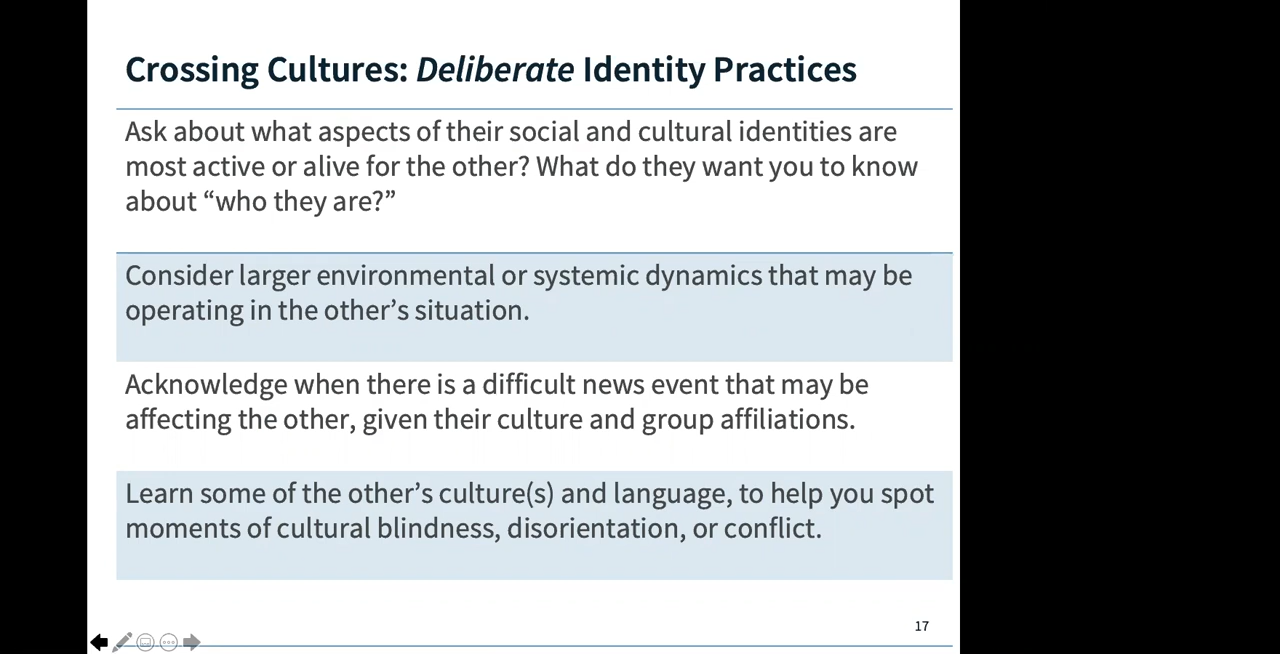 Crossing Cultures: Deliberate Identity Practices
Ask about what aspects of their social and cultural identities are
most active or alive for the other? What do they want you to know
about “who they are?”
Consider larger environmental or systemic dynamics that may be
operating in the other’s situation.
Acknowledge when there is a difficult news event that may be
affecting the other, given their culture and group affiliations.
Learn some of the other’s culture(s) and language, to help you spot
moments of cultural blindness, disorientation, or conflict.
17